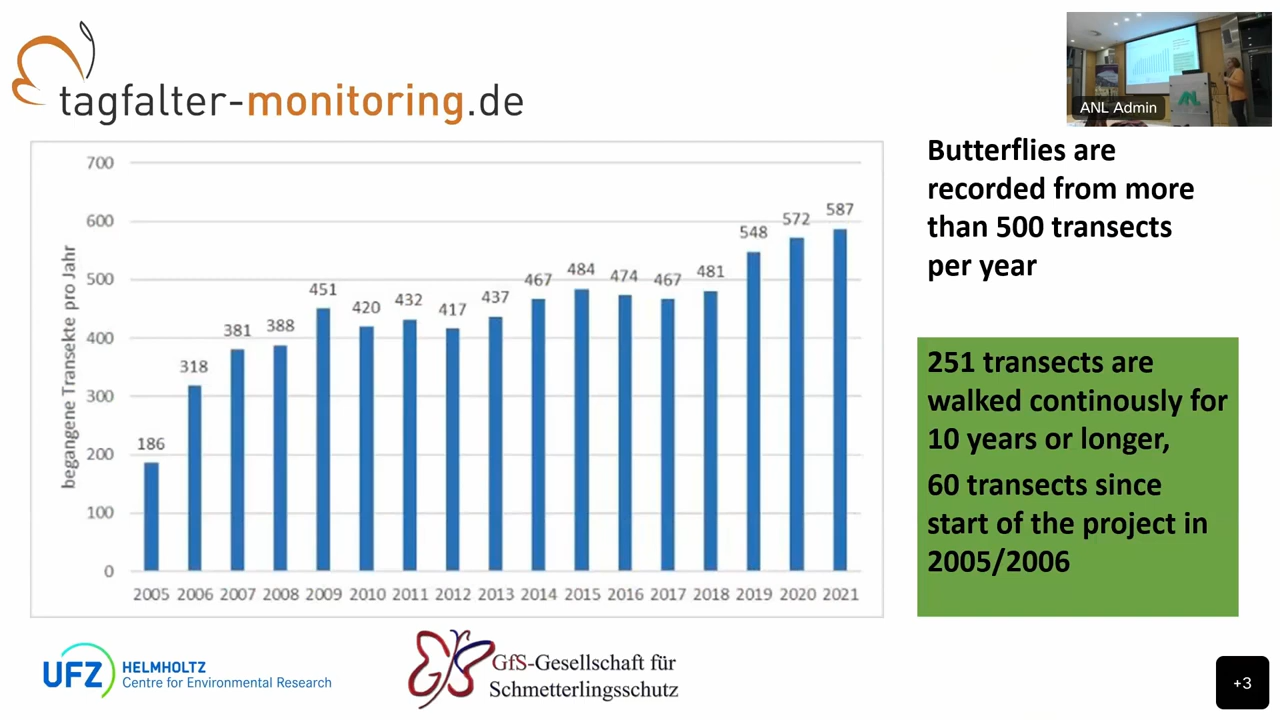 tagfalter-monitoring.de
ANL Admin
ANL
begangene Transekte pro Jahr
700
600
500
400
300
200
100
0
186
318
381
388
451
420
432
417
437
467
484
474
467
481
548
572
587
2005 2006 2007 2008 2009 2010 2011 2012 2013 2014 2015 2016 2017 2018 2019 2020 2021
Butterflies are
recorded from more
than 500 transects
per year
251 transects are
walked continously for
10 years or longer,
60 transects since
start of the project in
2005/2006
UFZ HELMHOLTZ
Centre for Environmental Research
GfS-Gesellschaft für
Schmetterlingsschutz
+3